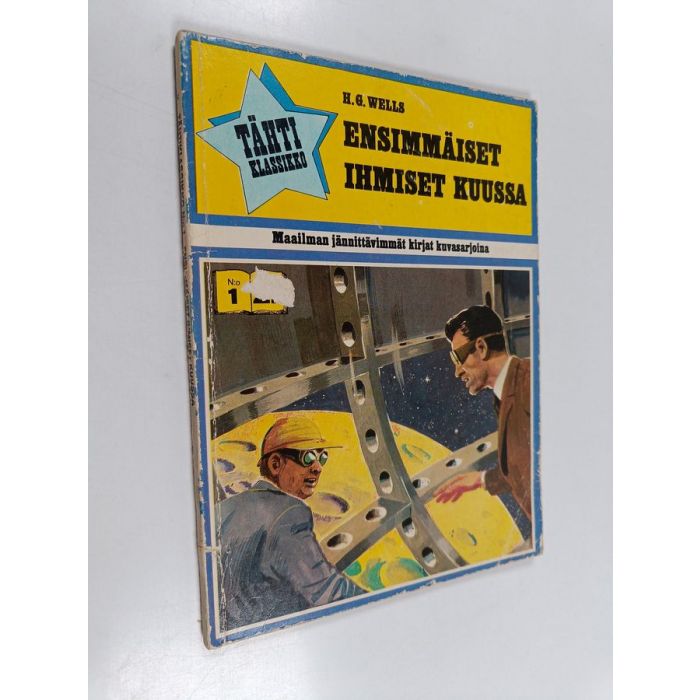 TÄHTI
KLASSIKKO
H.G. WELLS
ENSIMMÄISET
IHMISET KUUSSA
Maailman jännittävimmät kirjat kuvasarjoina
N:o
1